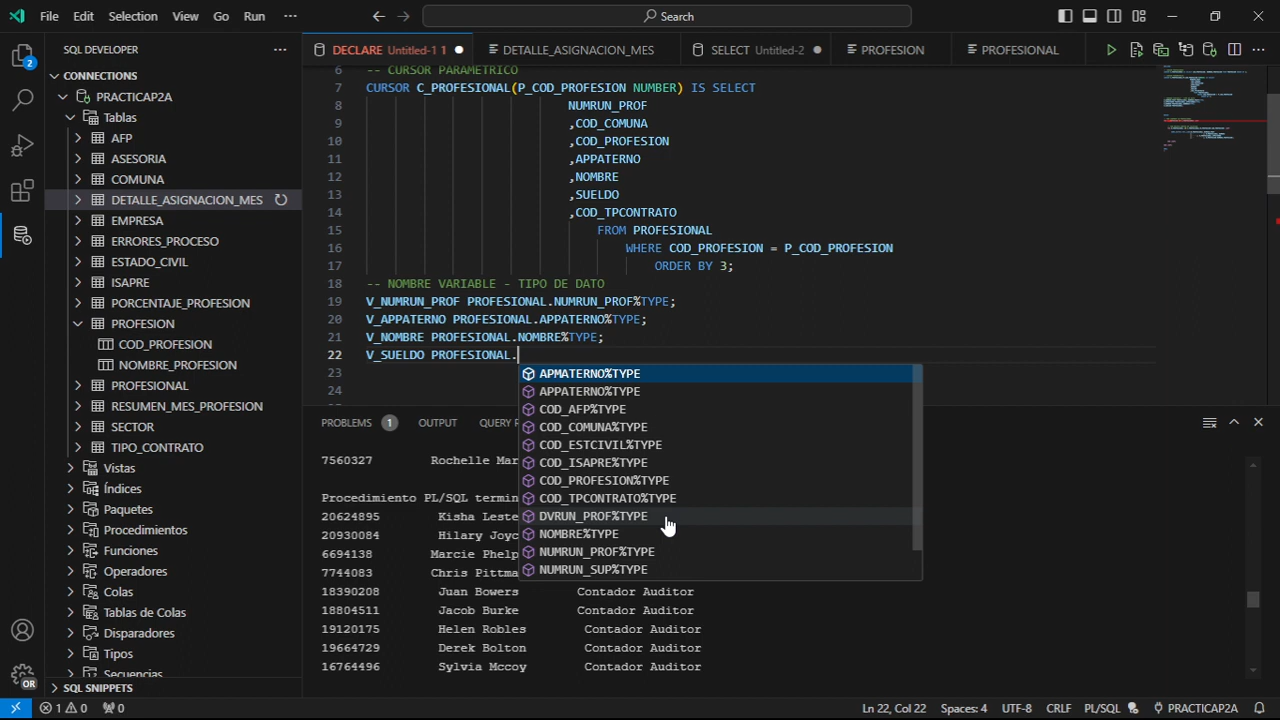 File Edit Selection View Go Run ··· Search
SQL DEVELOPER ···
DECLARE Untitled-1 1 DETALLE_ASIGNACION_MES SELECT Untitled-2 PROFESION PROFESIONAL
CONNECTIONS
PRACTICAP2A
Tablas
AFP
ASESORIA
COMUNA
DETALLE_ASIGNACION_MES
EMPRESA
ERRORES_PROCESO
ESTADO_CIVIL
ISAPRE
PORCENTAJE_PROFESION
PROFESION
COD_PROFESION
NOMBRE_PROFESION
PROFESIONAL
RESUMEN_MES_PROFESION
SECTOR
TIPO_CONTRATO
Vistas
Índices
Paquetes
Procedimientos
Funciones
Operadores
Colas
Tablas de Colas
Disparadores
Tipos
Secuencias
SQL SNIPPETS
6 -- CURSOR PARAMETRICO
7 CURSOR C_PROFESIONAL(P_COD_PROFESION NUMBER) IS SELECT
8 NUMRUN_PROF
9 ,COD_COMUNA
10 ,COD_PROFESION
11 ,APPATERNO
12 ,NOMBRE
13 ,SUELDO
14 ,COD_TPCONTRATO
15 FROM PROFESIONAL
16 WHERE COD_PROFESION = P_COD_PROFESION
17 ORDER BY 3;
18 -- NOMBRE VARIABLE - TIPO DE DATO
19 V_NUMRUN_PROF PROFESIONAL.NUMRUN_PROF%TYPE;
20 V_APPATERNO PROFESIONAL.APPATERNO%TYPE;
21 V_NOMBRE PROFESIONAL.NOMBRE%TYPE;
22 V_SUELDO PROFESIONAL.
23
24
APMATERNO%TYPE
APPATERNO%TYPE
COD_AFP%TYPE
COD_COMUNA%TYPE
COD_ESTCIVIL%TYPE
COD_ISAPRE%TYPE
COD_PROFESION%TYPE
COD_TPCONTRATO%TYPE
DVRUN_PROF%TYPE
NOMBRE%TYPE
NUMRUN_PROF%TYPE
NUMRUN_SUP%TYPE
PROBLEMS 1 OUTPUT QUERY
7560327 Rochelle Mar
Procedimiento PL/SQL termin
20624895 Kisha Leste
20930084 Hilary Joyc
6694138 Marcie Phelp
7744083 Chris Pittma
18390208 Juan Bowers Contador Auditor
18804511 Jacob Burke Contador Auditor
19120175 Helen Robles Contador Auditor
19664729 Derek Bolton Contador Auditor
16764496 Sylvia Mccoy Contador Auditor
OR
1 0 0 Ln 22, Col 22 Spaces: 4 UTF-8 CRLF PL/SQL PRACTICAP2A